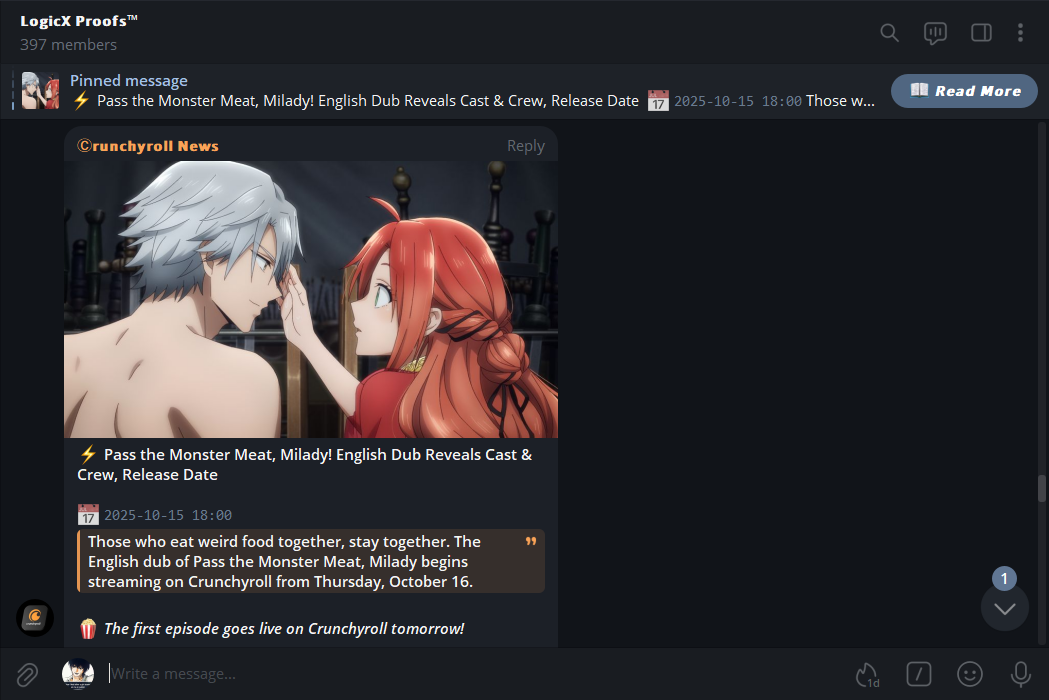 LogicX Proofs™
397 members
Pinned message
⚡ Pass the Monster Meat, Milady! English Dub Reveals Cast & Crew, Release Date 📅 2025-10-15 18:00 Those w...
📖 Read More
Ⓒrunchyroll News
Reply
⚡ Pass the Monster Meat, Milady! English Dub Reveals Cast &
Crew, Release Date
📅 2025-10-15 18:00
Those who eat weird food together, stay together. The
English dub of Pass the Monster Meat, Milady begins
streaming on Crunchyroll from Thursday, October 16.
🍿 The first episode goes live on Crunchyroll tomorrow!
1
Write a message...
1d